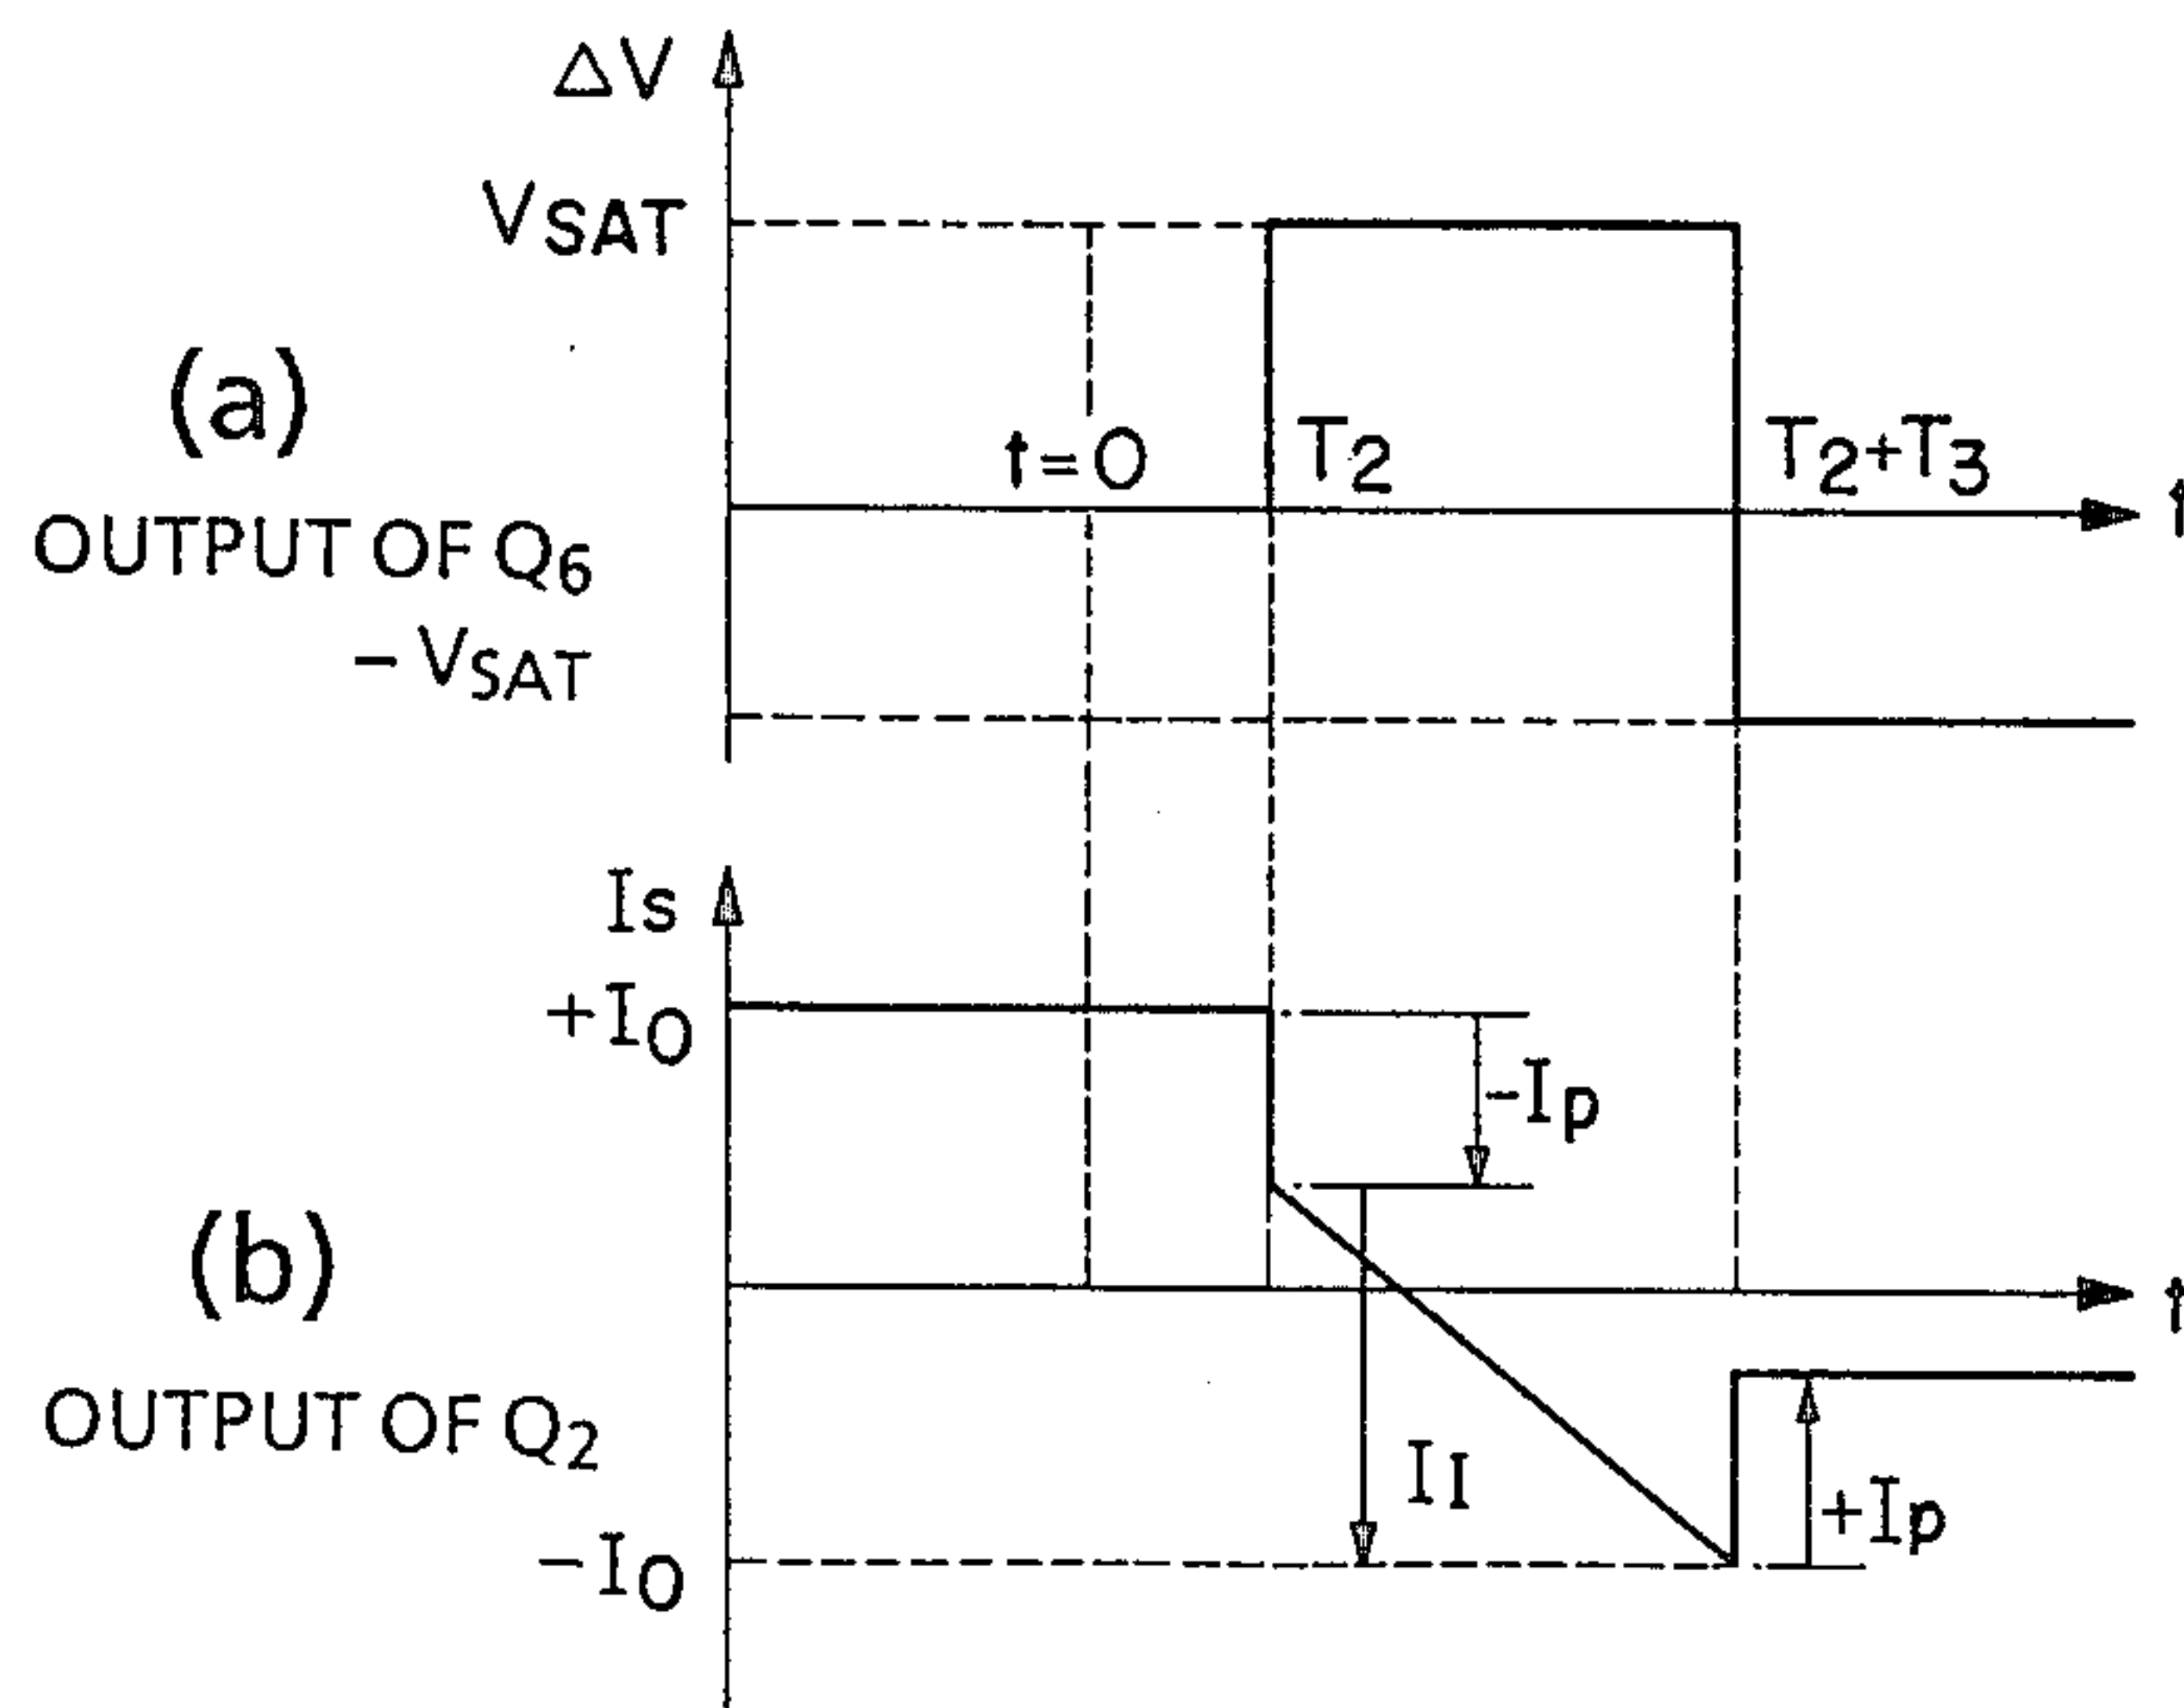 ΔV
VSAT
(a)
t=0 T2 T2+T3
t
OUTPUT OF Q6
-VSAT
Is
+IO
-Ip
(b)
t
OUTPUT OF Q2
II
+Ip
-IO